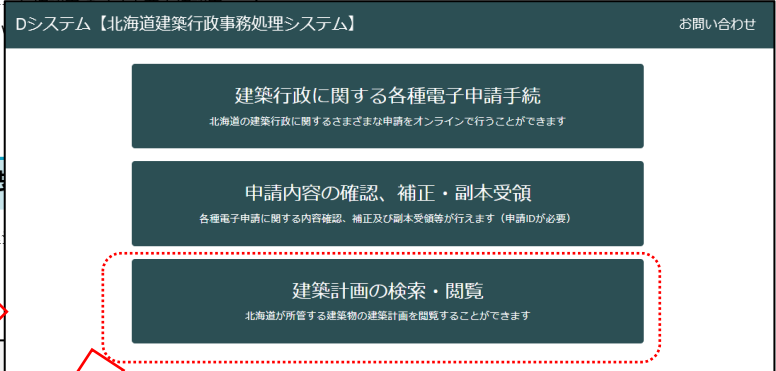 Dシステム【北海道建築行政事務処理システム】 お問い合わせ
建築行政に関する各種電子申請手続
北海道の建築行政に関するさまざまな申請をオンラインで行うことができます
申請内容の確認、補正・副本受領
各種電子申請に関する内容確認、補正及び副本受領等が行えます（申請IDが必要）
建築計画の検索・閲覧
北海道が所管する建築物の建築計画を閲覧することができます